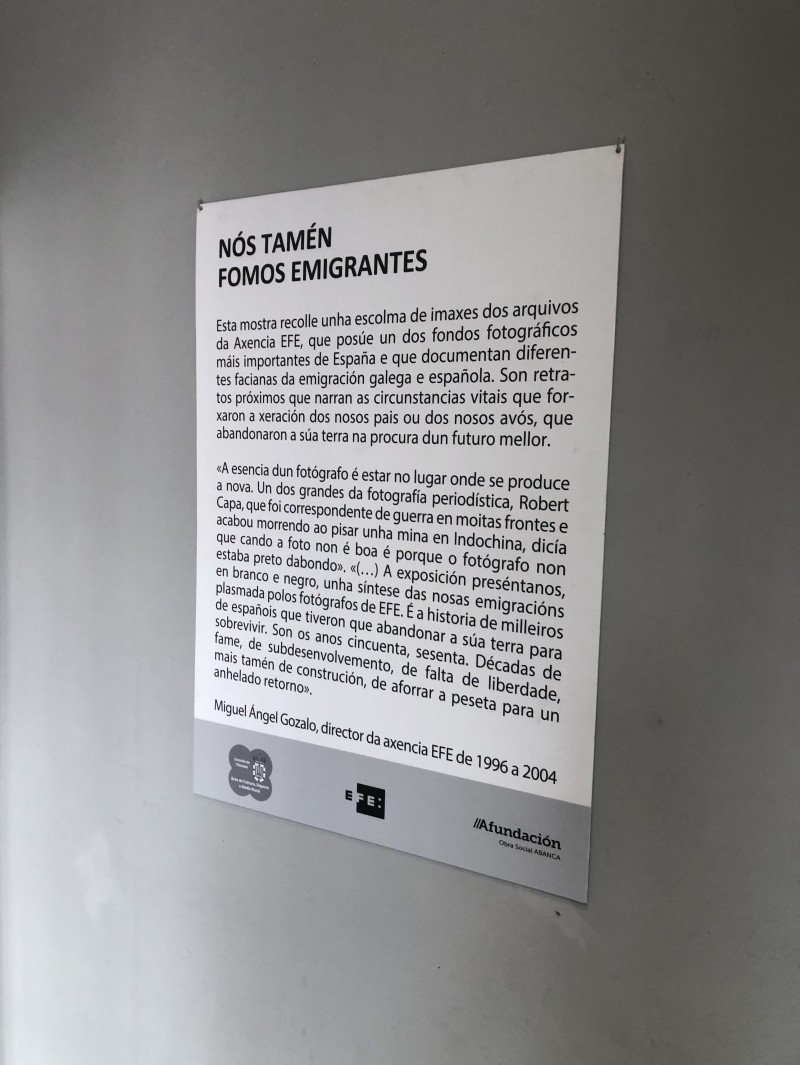 NÓS TAMÉN
FOMOS EMIGRANTES
Esta mostra recolle unha escolma de imaxes dos arquivos
da Axencia EFE, que posúe un dos fondos fotográficos
máis importantes de España e que documentan diferen-
tes facianas da emigración galega e española. Son retra-
tos próximos que narran as circunstancias vitais que for-
xaron a xeración dos nosos pais ou dos nosos avós, que
abandonaron a súa terra na procura dun futuro mellor.
«A esencia dun fotógrafo é estar no lugar onde se produce
a nova. Un dos grandes da fotografía periodística, Robert
Capa, que foi correspondente de guerra en moitas frontes e
acabou morrendo ao pisar unha mina en Indochina, dicía
que cando a foto non é boa é porque o fotógrafo non
estaba preto dabondo». «(…) A exposición preséntanos,
en branco e negro, unha síntese das nosas emigracións
plasmada polos fotógrafos de EFE. É a historia de milleiros
de españois que tiveron que abandonar a súa terra para
sobrevivir. Son os anos cincuenta, sesenta. Décadas de
fame, de subdesenvolvemento, de falta de liberdade,
mais tamén de construción, de aforrar a peseta para un
anhelado retorno».
Miguel Ángel Gozalo, director da axencia EFE de 1996 a 2004
EFE:
//Afundación
Obra Social ABANCA